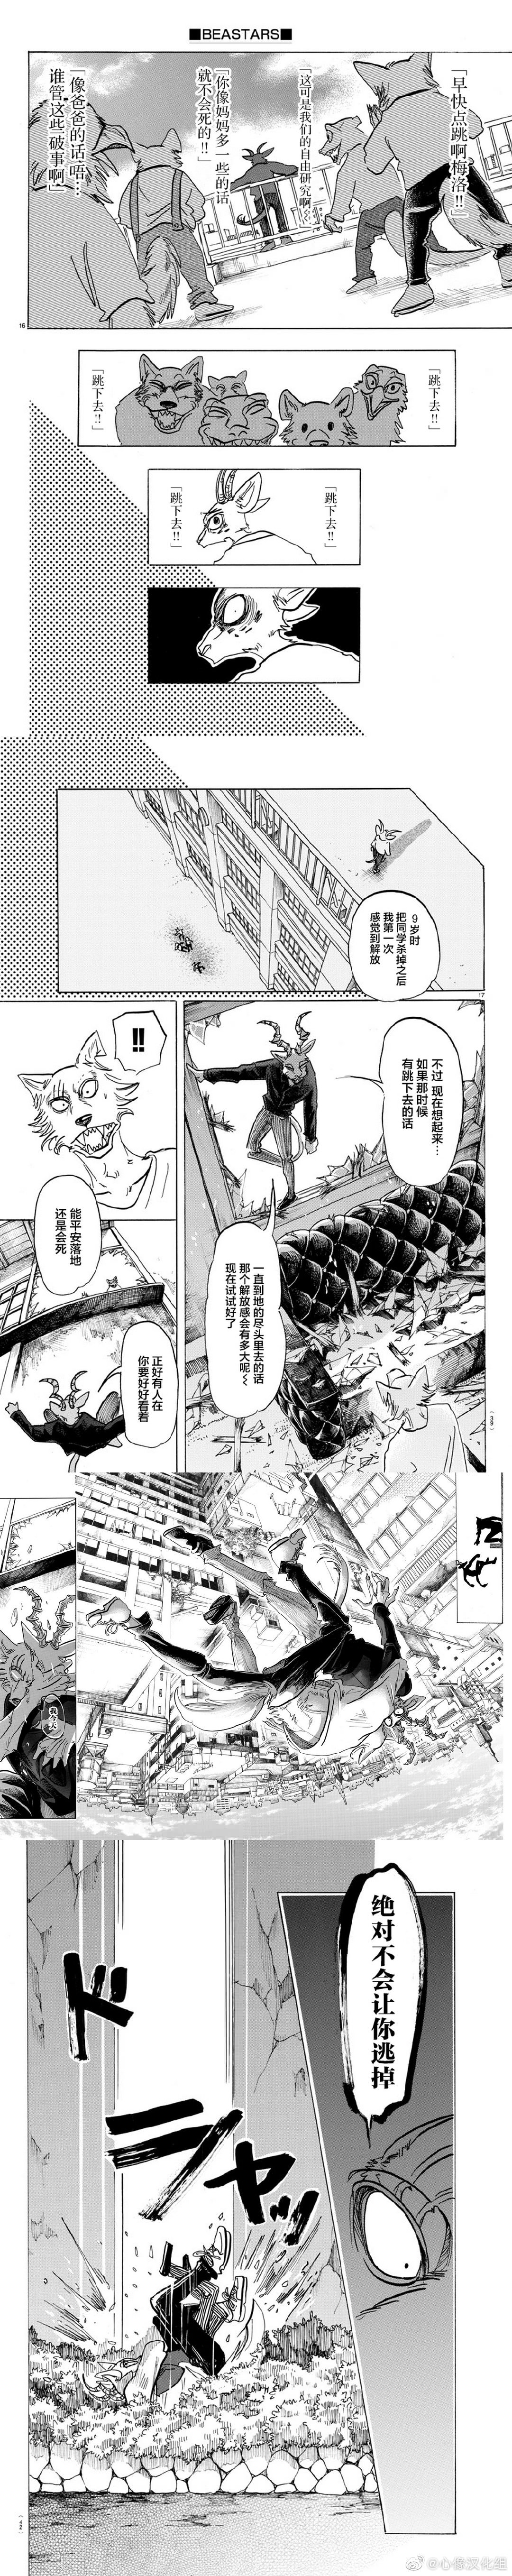 ■BEASTARS■
「早快点跳啊梅洛!!」
「这可是我们的自由研究啊～」
「你像妈妈多一些的话
就不会死的!!」
「像爸爸的话唔…
谁管这些破事啊」
16
「跳下去!!」
「跳下去!!」
「跳下去!!」
「跳下去!!」
9岁时
把同学杀掉之后
我第一次
感觉到解放
17
不过 现在想起来…
如果那时候
有跳下去的话
一直到地的尽头里去的话
那个解放感会有多大呢～
现在试试好了
!!
能平安落地
还是会死
正好有人在
你要好好看着
(39)
我今天
绝对不会让你逃掉
ドシャッ
(42)
@心像文化组